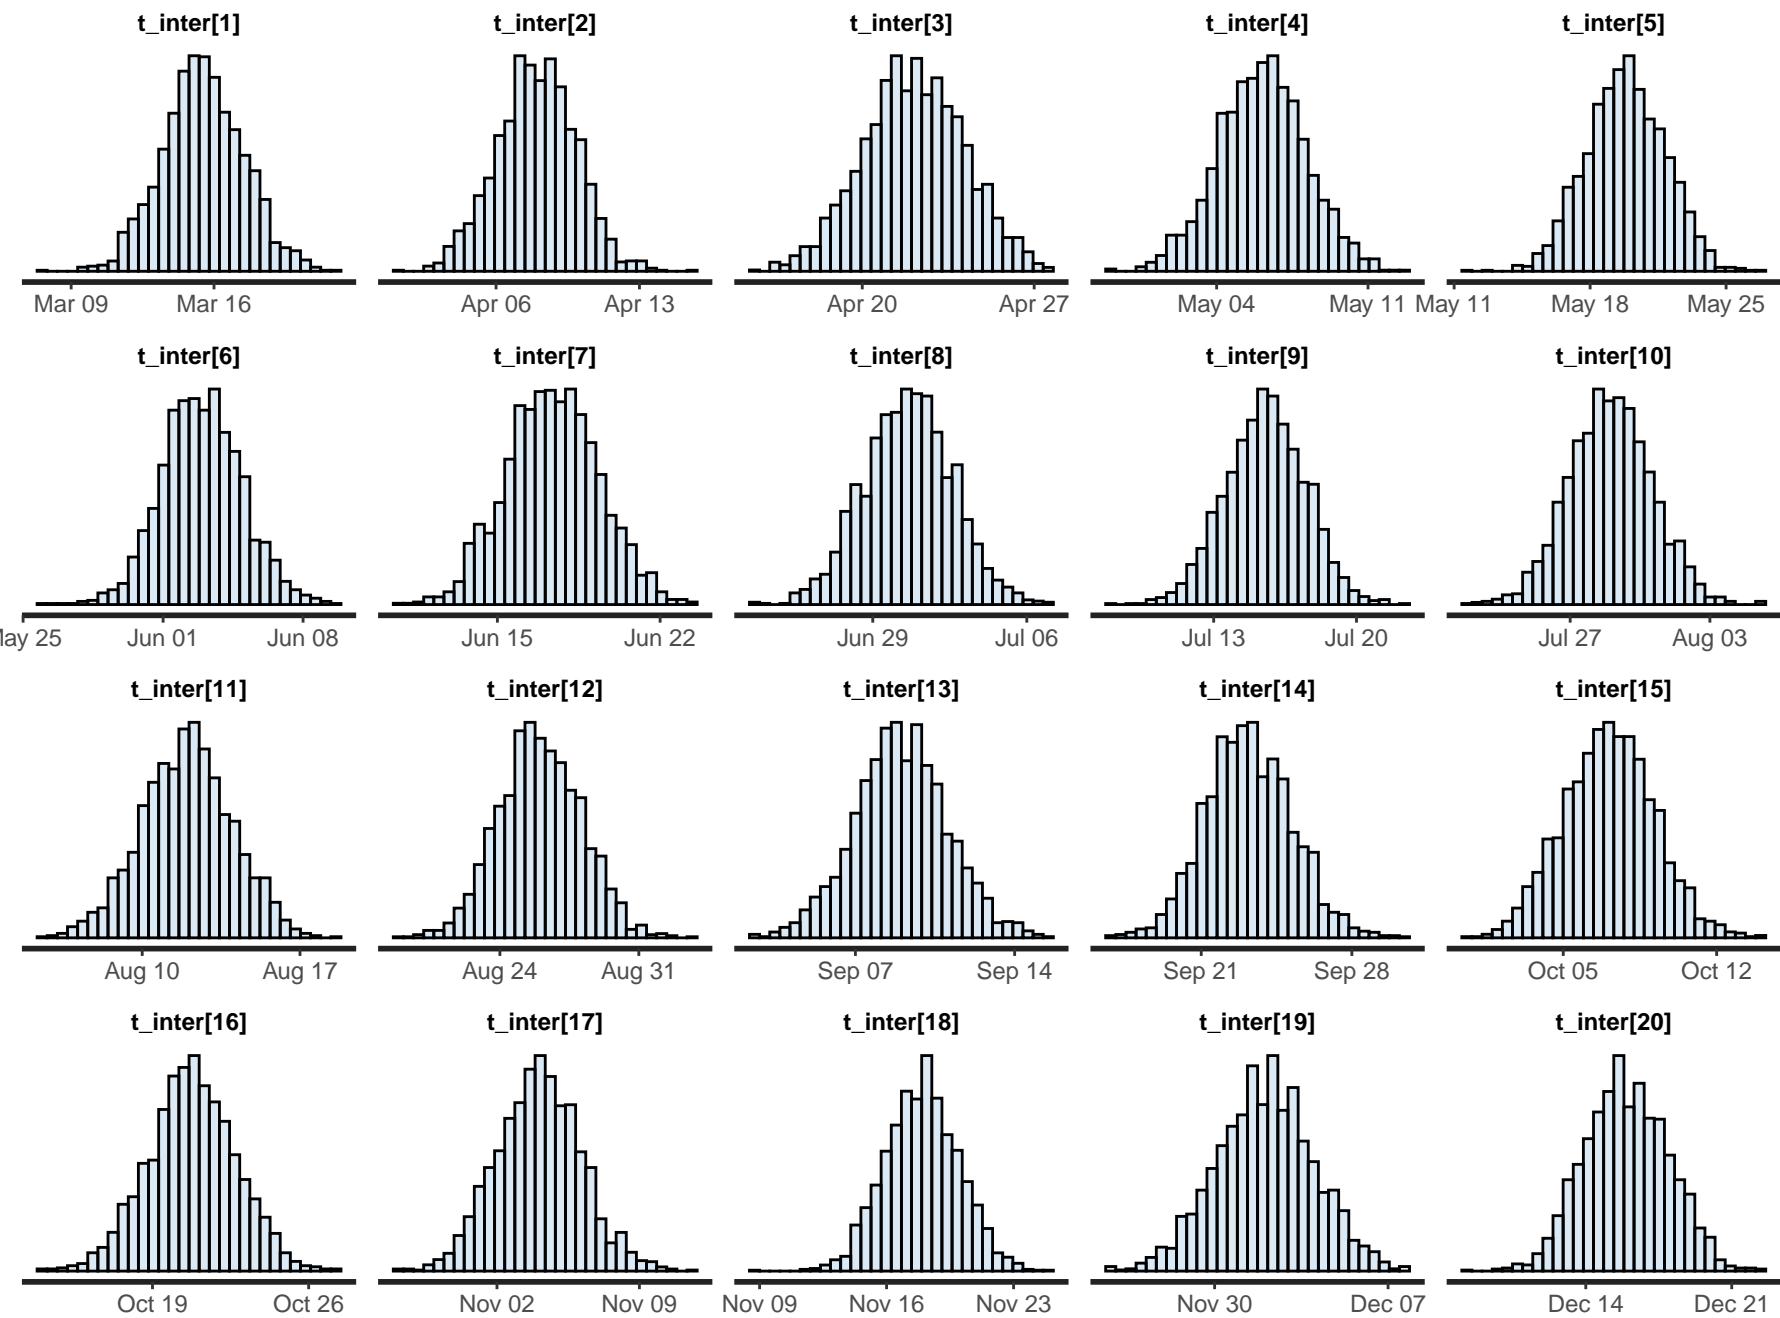 t_inter[1] t_inter[2] t_inter[3] t_inter[4] t_inter[5]
Mar 09 Mar 16 Apr 06 Apr 13 Apr 20 Apr 27 May 04 May 11 May 11 May 18 May 25
t_inter[6] t_inter[7] t_inter[8] t_inter[9] t_inter[10]
May 25 Jun 01 Jun 08 Jun 15 Jun 22 Jun 29 Jul 06 Jul 13 Jul 20 Jul 27 Aug 03
t_inter[11] t_inter[12] t_inter[13] t_inter[14] t_inter[15]
Aug 10 Aug 17 Aug 24 Aug 31 Sep 07 Sep 14 Sep 21 Sep 28 Oct 05 Oct 12
t_inter[16] t_inter[17] t_inter[18] t_inter[19] t_inter[20]
Oct 19 Oct 26 Nov 02 Nov 09 Nov 09 Nov 16 Nov 23 Nov 30 Dec 07 Dec 14 Dec 21